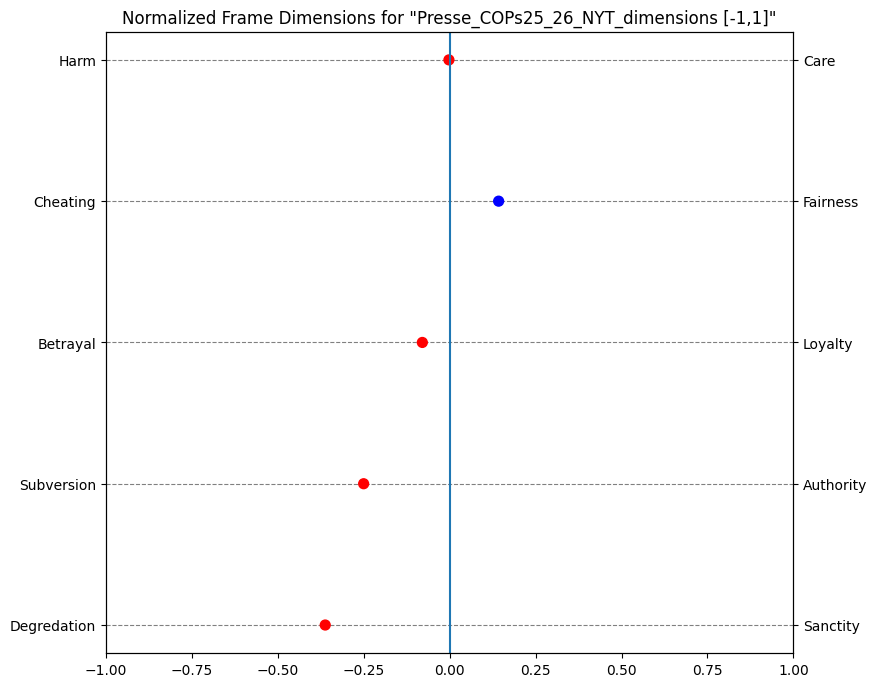 Normalized Frame Dimensions for "Presse_COPs25_26_NYT_dimensions [-1,1]"
Harm Care
Cheating Fairness
Betrayal Loyalty
Subversion Authority
Degredation Sanctity
−1.00 −0.75 −0.50 −0.25 0.00 0.25 0.50 0.75 1.00